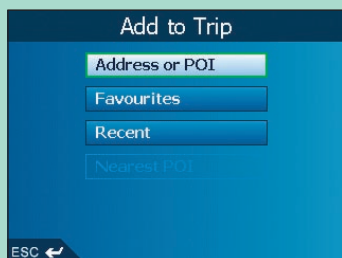 Add to Trip
Address or POI
Favourites
Recent
Nearest POI
ESC